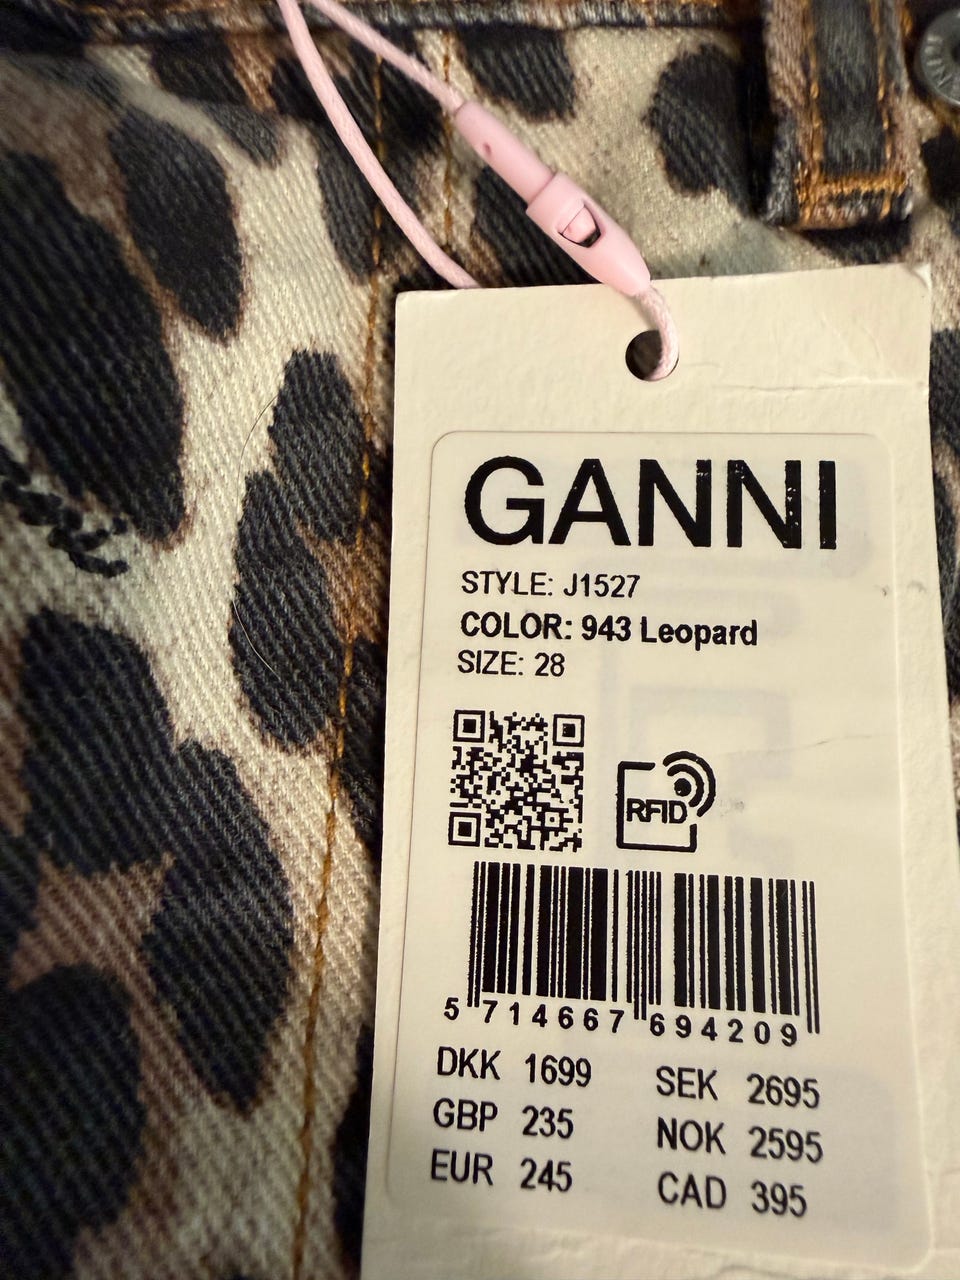 GANNI
STYLE: J1527
COLOR: 943 Leopard
SIZE: 28
RFID
5 714667 694209
DKK 1699 SEK 2695
GBP 235 NOK 2595
EUR 245 CAD 395